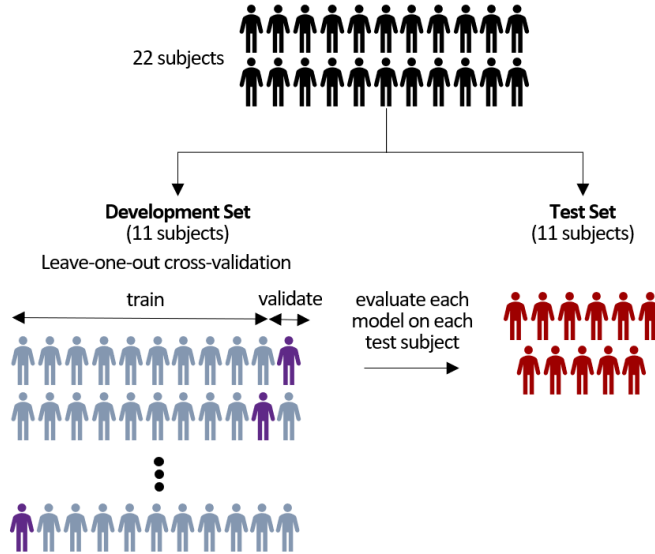 22 subjects
Development Set
(11 subjects)
Test Set
(11 subjects)
Leave-one-out cross-validation
train
validate
evaluate each
model on each
test subject